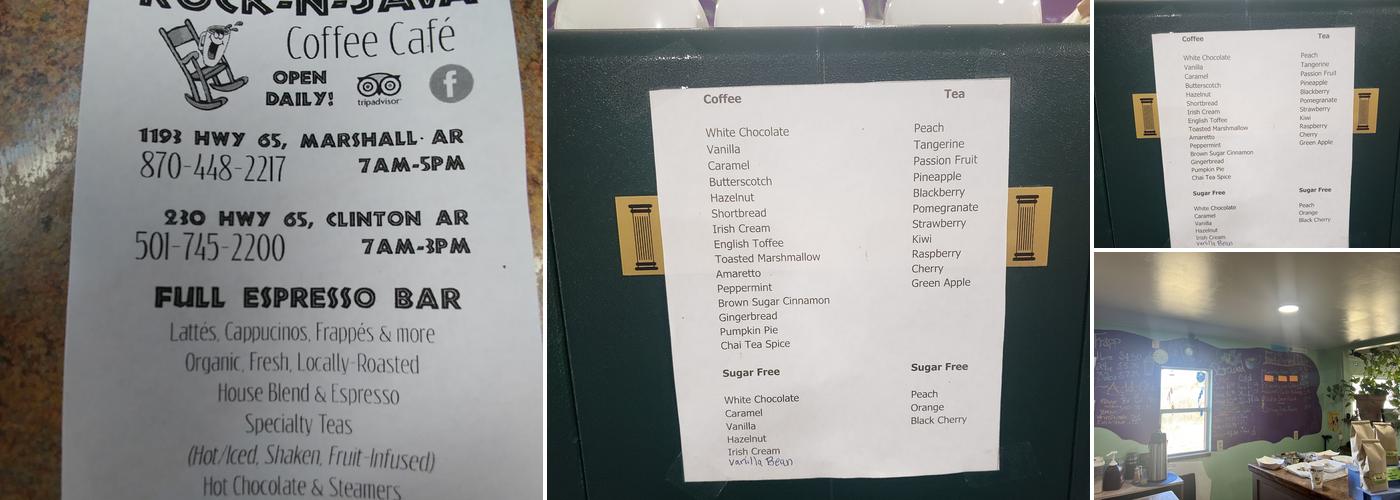 ROCK-N-JAVA
Coffee Café
OPEN
DAILY!
tripadvisor
f
1193 HWY 65, MARSHALL, AR
870-448-2217 7AM-5PM
230 HWY 65, CLINTON AR
501-745-2200 7AM-3PM
FULL ESPRESSO BAR
Lattés, Cappucinos, Frappés & more
Organic, Fresh, Locally-Roasted
House Blend & Espresso
Specialty Teas
(Hot/Iced, Shaken, Fruit-Infused)
Hot Chocolate & Steamers
Coffee
White Chocolate
Vanilla
Caramel
Butterscotch
Hazelnut
Shortbread
Irish Cream
English Toffee
Toasted Marshmallow
Amaretto
Peppermint
Brown Sugar Cinnamon
Gingerbread
Pumpkin Pie
Chai Tea Spice
Sugar Free
White Chocolate
Caramel
Vanilla
Hazelnut
Irish Cream
Vanilla Bean
Tea
Peach
Tangerine
Passion Fruit
Pineapple
Blackberry
Pomegranate
Strawberry
Kiwi
Raspberry
Cherry
Green Apple
Sugar Free
Peach
Orange
Black Cherry
Coffee
White Chocolate
Vanilla
Caramel
Butterscotch
Hazelnut
Shortbread
Irish Cream
English Toffee
Toasted Marshmallow
Amaretto
Peppermint
Brown Sugar Cinnamon
Gingerbread
Pumpkin Pie
Chai Tea Spice
Sugar Free
White Chocolate
Caramel
Vanilla
Hazelnut
Irish Cream
Vanilla Bean
Tea
Peach
Tangerine
Passion Fruit
Pineapple
Blackberry
Pomegranate
Strawberry
Kiwi
Raspberry
Cherry
Green Apple
Sugar Free
Peach
Orange
Black Cherry